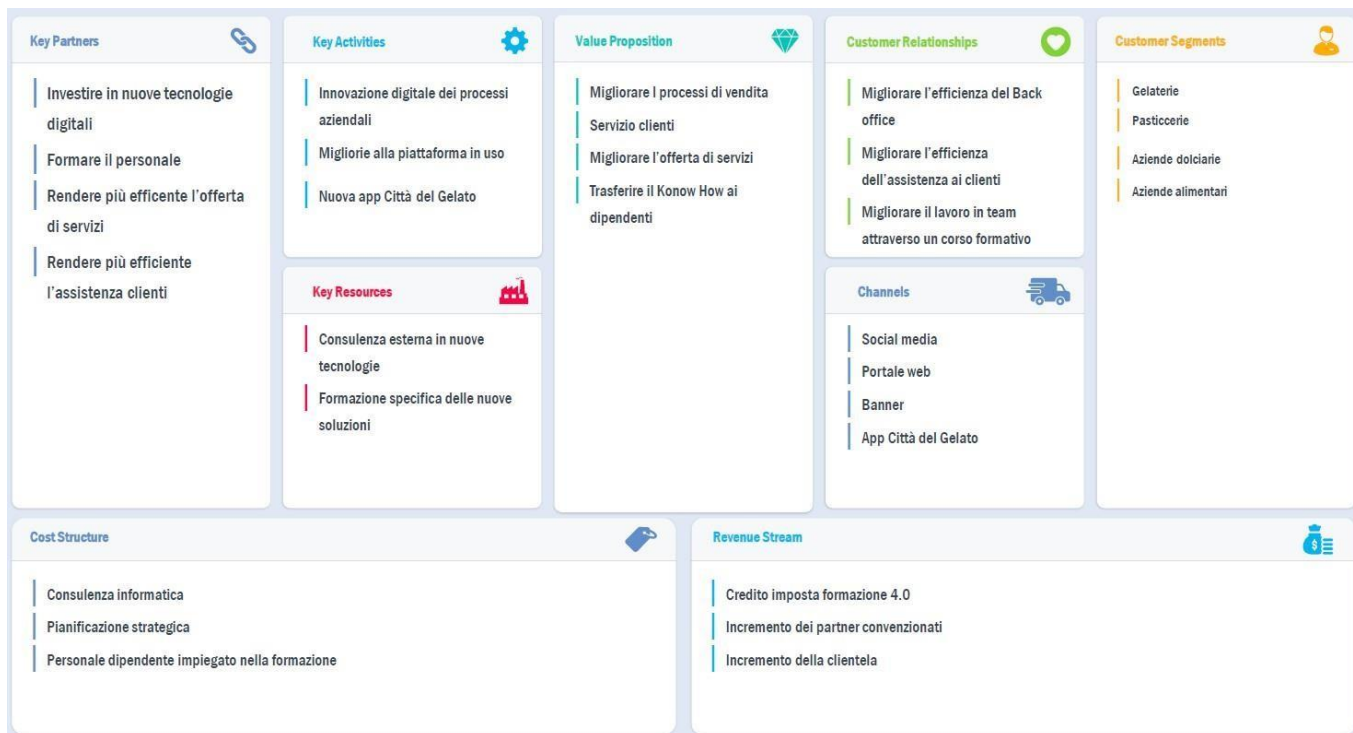 Key Partners
Investire in nuove tecnologie
digitali
Formare il personale
Rendere più efficente l'offerta
di servizi
Rendere più efficiente
l'assistenza clienti
Key Activities
Innovazione digitale dei processi
aziendali
Migliorie alla piattaforma in uso
Nuova app Città del Gelato
Key Resources
Consulenza esterna in nuove
tecnologie
Formazione specifica delle nuove
soluzioni
Value Proposition
Migliorare I processi di vendita
Servizio clienti
Migliorare l'offerta di servizi
Trasferire il Konow How ai
dipendenti
Customer Relationships
Migliorare l'efficienza del Back
office
Migliorare l'efficienza
dell'assistenza ai clienti
Migliorare il lavoro in team
attraverso un corso formativo
Channels
Social media
Portale web
Banner
App Città del Gelato
Customer Segments
Gelaterie
Pasticcerie
Aziende dolciarie
Aziende alimentari
Cost Structure
Consulenza informatica
Pianificazione strategica
Personale dipendente impiegato nella formazione
Revenue Stream
$
Credito imposta formazione 4.0
Incremento dei partner convenzionati
Incremento della clientela